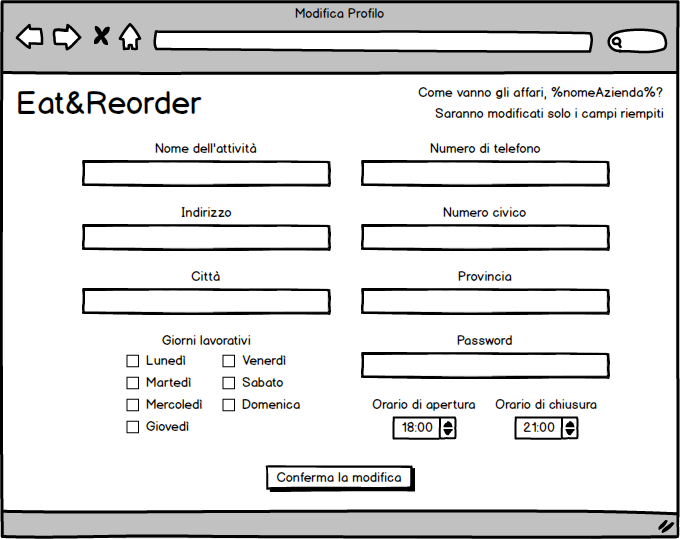 Modifica Profilo
Eat&Reorder
Come vanno gli affari, %nomeAzienda%?
Saranno modificati solo i campi riempiti
Nome dell'attività
Numero di telefono
Indirizzo
Numero civico
Città
Provincia
Giorni lavorativi
Password
Lunedì
Venerdì
Martedì
Sabato
Mercoledì
Domenica
Giovedì
Orario di apertura
Orario di chiusura
18:00
21:00
Conferma la modifica